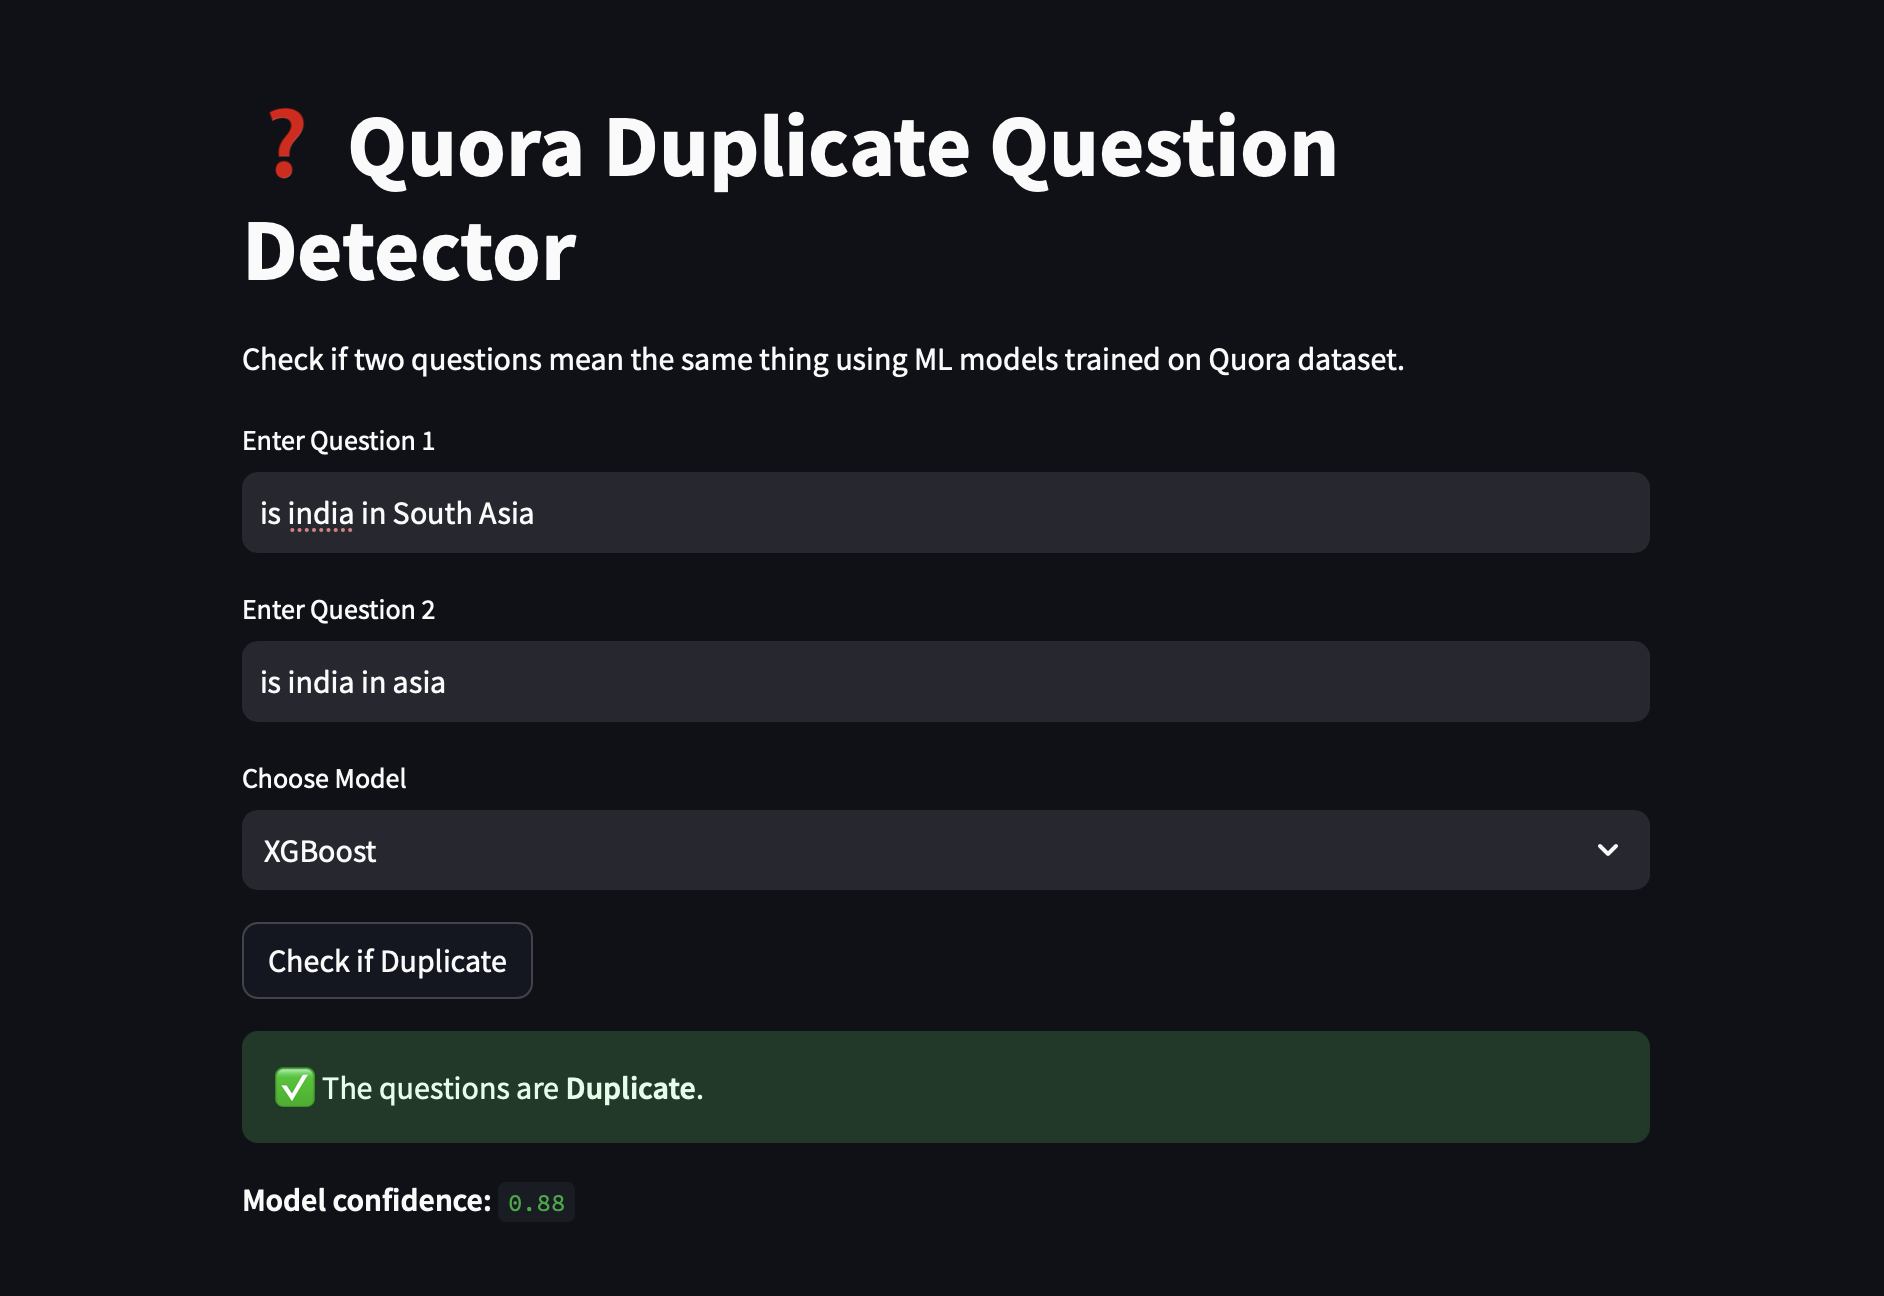 ❓ Quora Duplicate Question
Detector
Check if two questions mean the same thing using ML models trained on Quora dataset.
Enter Question 1
is india in South Asia
Enter Question 2
is india in asia
Choose Model
XGBoost
Check if Duplicate
✅ The questions are Duplicate.
Model confidence: 0.88